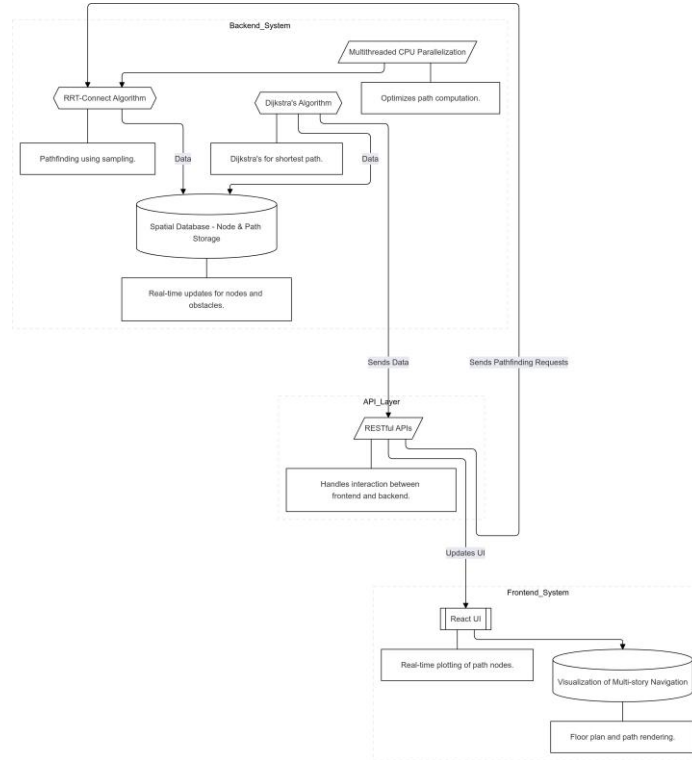 Backend_System
Multithreaded CPU Parallelization
RRT-Connect Algorithm
Dijkstra's Algorithm
Optimizes path computation.
Pathfinding using sampling.
Data
Dijkstra's for shortest path.
Data
Spatial Database - Node & Path
Storage
Real-time updates for nodes and
obstacles.
Sends Data
Sends Pathfinding Requests
API_Layer
RESTful APIs
Handles interaction between
frontend and backend.
Updates UI
Frontend_System
React UI
Real-time plotting of path nodes.
Visualization of Multi-story Navigation
Floor plan and path rendering.